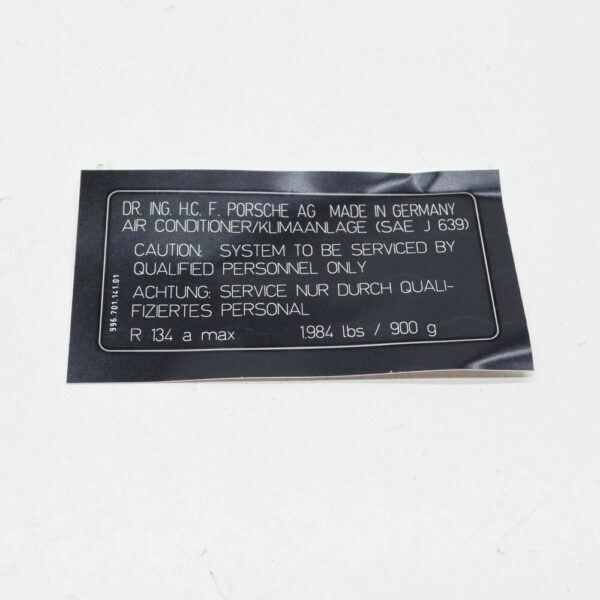 DR. ING. H.C. F. PORSCHE AG MADE IN GERMANY
AIR CONDITIONER/KLIMAANLAGE (SAE J 639)
CAUTION: SYSTEM TO BE SERVICED BY
QUALIFIED PERSONNEL ONLY
ACHTUNG: SERVICE NUR DURCH QUALI-
FIZIERTES PERSONAL
R 134 a max 1.984 lbs / 900 g
996.701.141.01